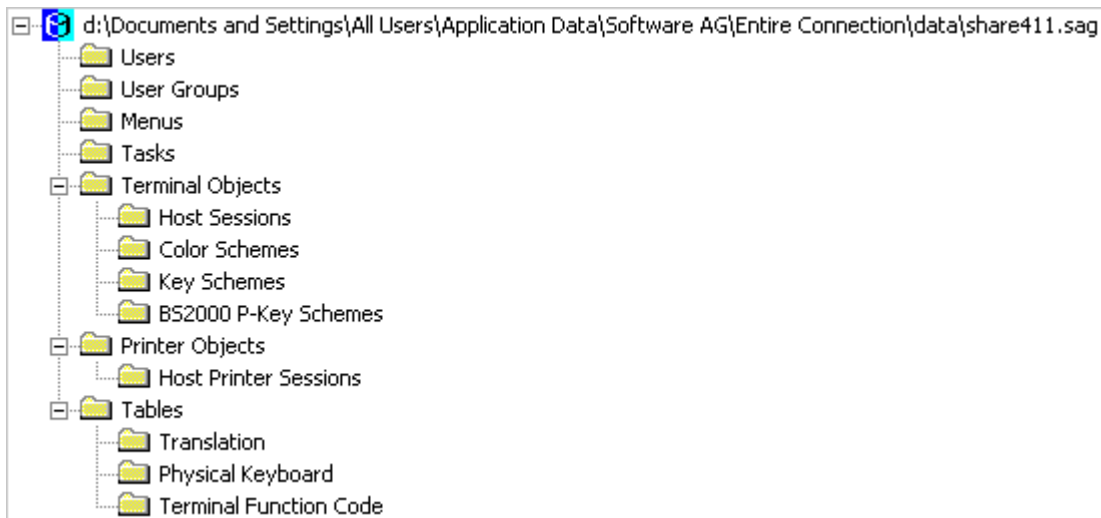 d:\Documents and Settings\All Users\Application Data\Software AG\Entire Connection\data\share411.sag
Users
User Groups
Menus
Tasks
Terminal Objects
Host Sessions
Color Schemes
Key Schemes
BS2000 P-Key Schemes
Printer Objects
Host Printer Sessions
Tables
Translation
Physical Keyboard
Terminal Function Code